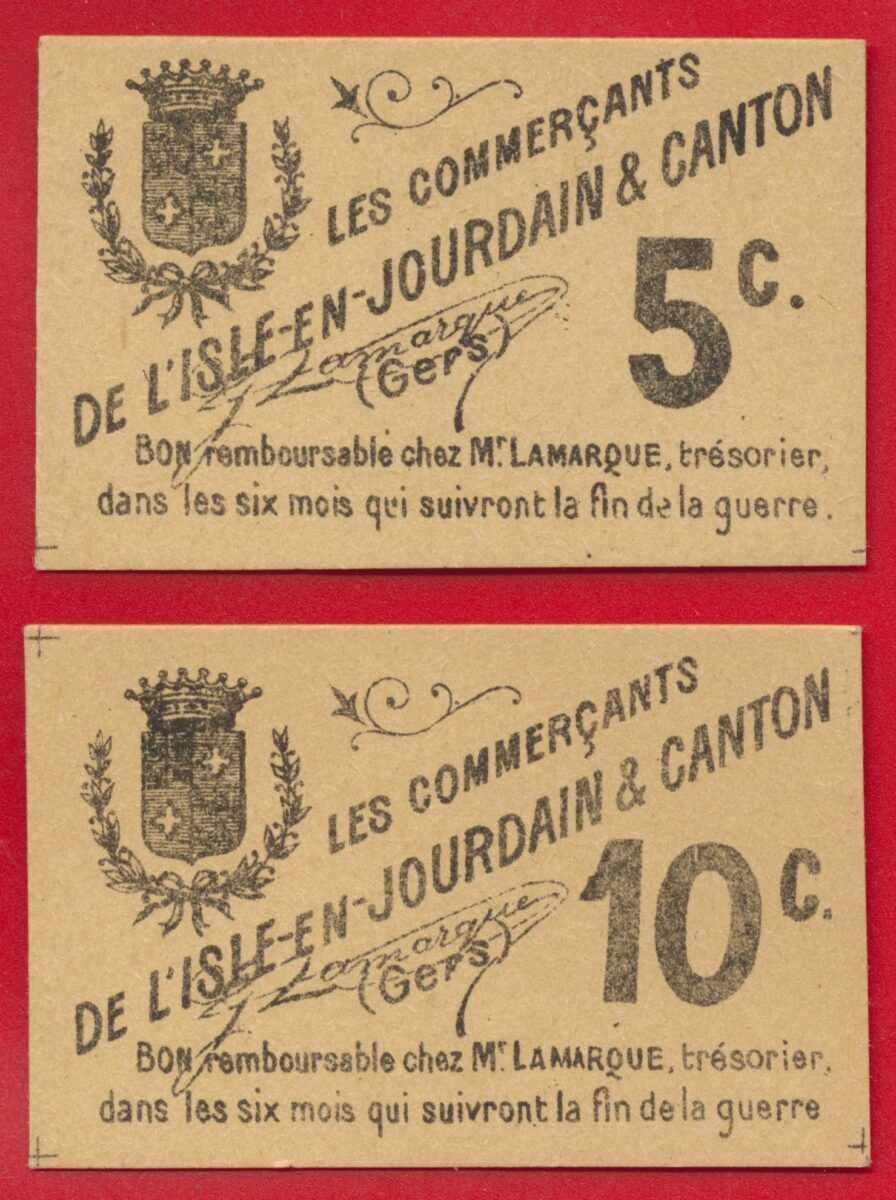 LES COMMERÇANTS
DE L'ISLE-EN-JOURDAIN & CANTON
(Gers)
Lamarque
5 C.
BON remboursable chez Mr. LAMARQUE, trésorier,
dans les six mois qui suivront la fin de la guerre.
LES COMMERÇANTS
DE L'ISLE-EN-JOURDAIN & CANTON
(Gers)
Lamarque
10 C.
BON remboursable chez Mr. LAMARQUE, trésorier,
dans les six mois qui suivront la fin de la guerre